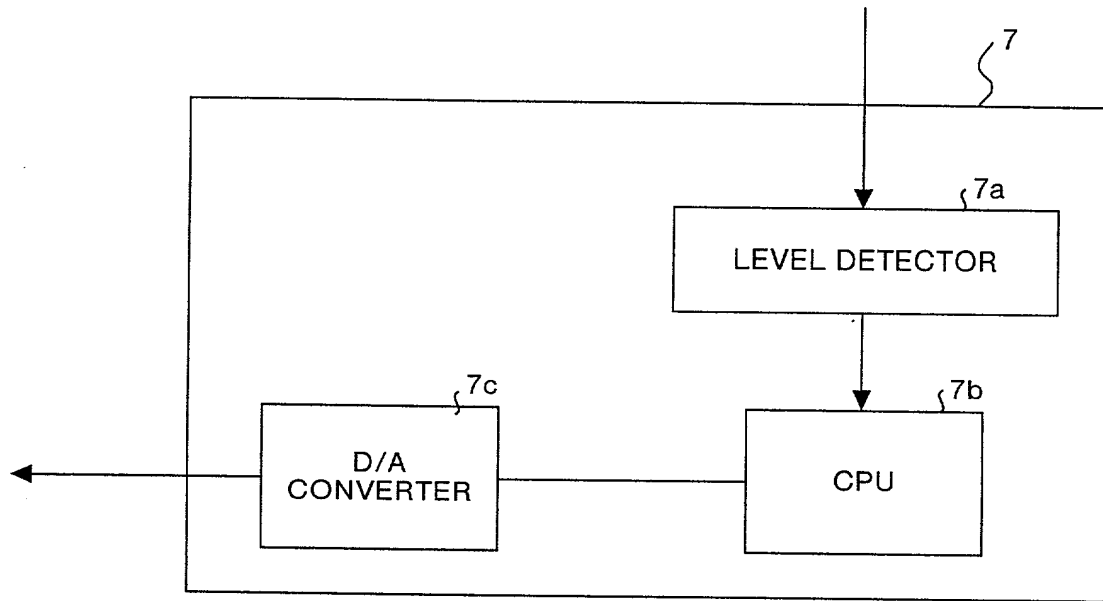 7
7a
LEVEL DETECTOR
7c
7b
D/A
CONVERTER
CPU